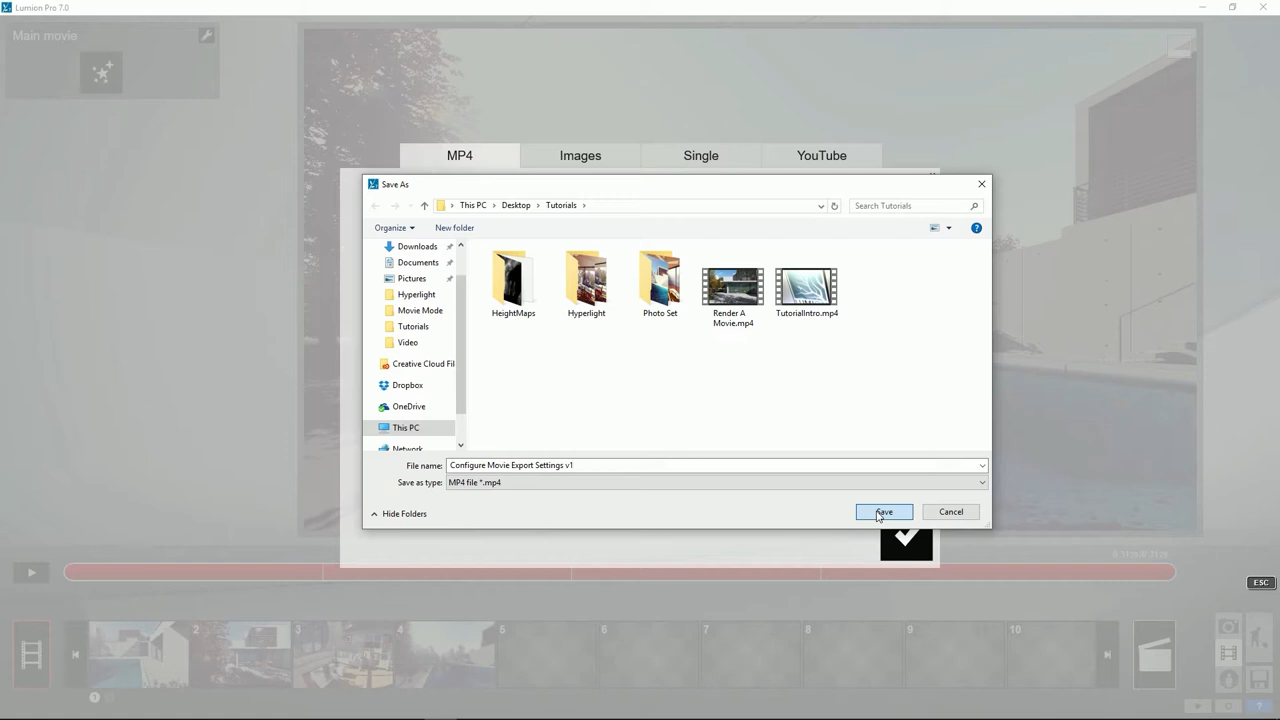 Lumion Pro 7.0
Main movie
MP4
Images
Single
YouTube
Save As
This PC > Desktop > Tutorials >
Search Tutorials
Organize
New folder
Downloads
Documents
Pictures
Hyperlight
Movie Mode
Tutorials
Video
Creative Cloud Fil
Dropbox
OneDrive
This PC
Network
HeightMaps
Hyperlight
Photo Set
Render A
Movie.mp4
TutorialIntro.mp4
File name: Configure Movie Export Settings v1
Save as type: MP4 file *.mp4
Hide Folders
Save
Cancel
ESC
2
3
4
5
6
7
8
9
10